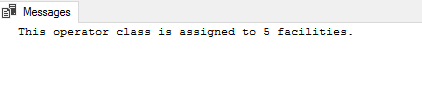 Messages
This operator class is assigned to 5 facilities.